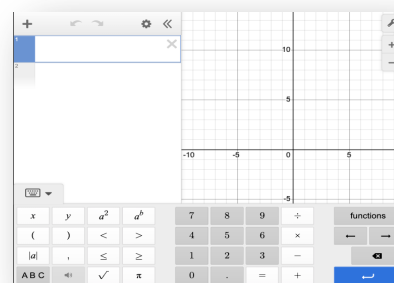 + «
1 ×
2
10
5
-10 -5 0 5
-5
x y a² aᵇ 7 8 9 ÷ functions
( ) < > 4 5 6 × ← →
|a| , ≤ ≥ 1 2 3 −
A B C √ π 0 . = +